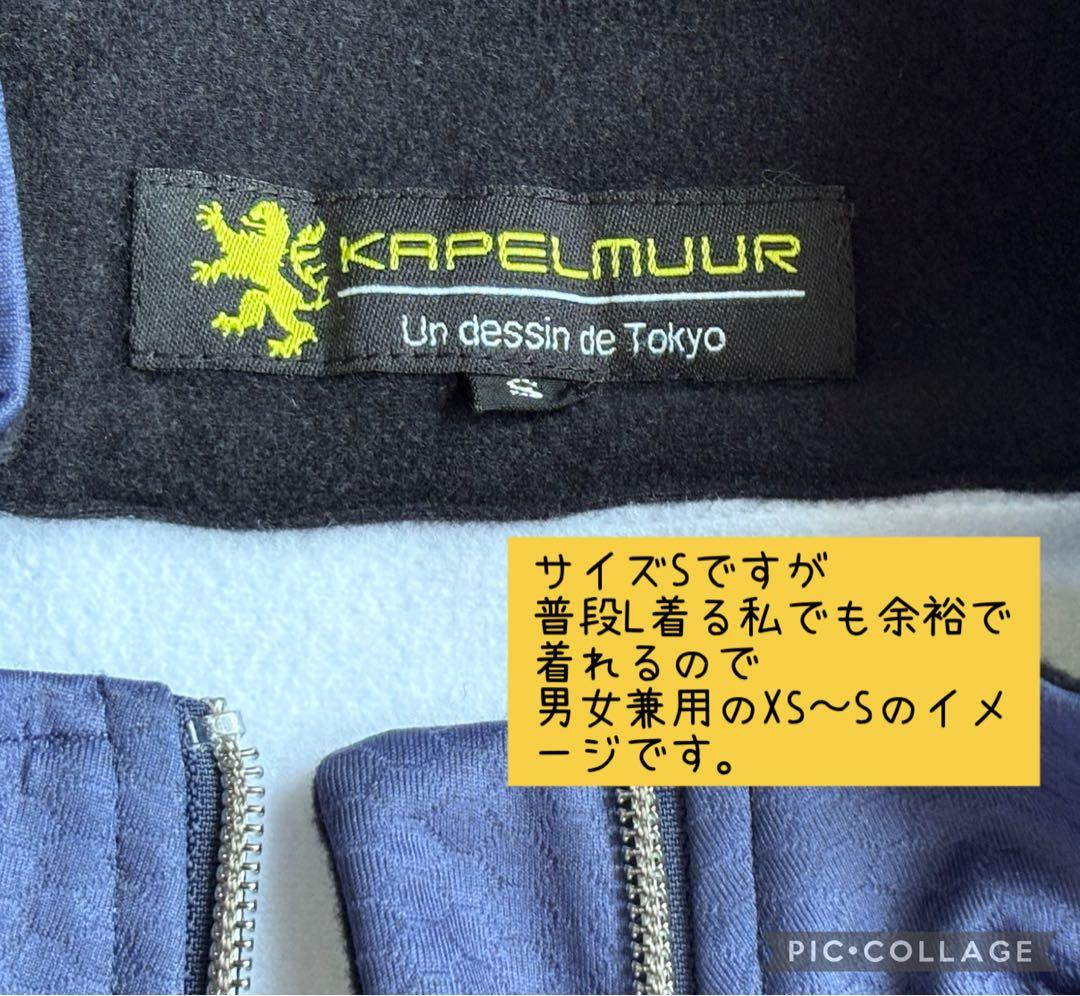 KAPELMUUR
Un dessin de Tokyo
サイズSですが
普段L着る私でも余裕で
着れるので
男女兼用のXS〜Sのイメ
ージです。
PIC•COLLAGE